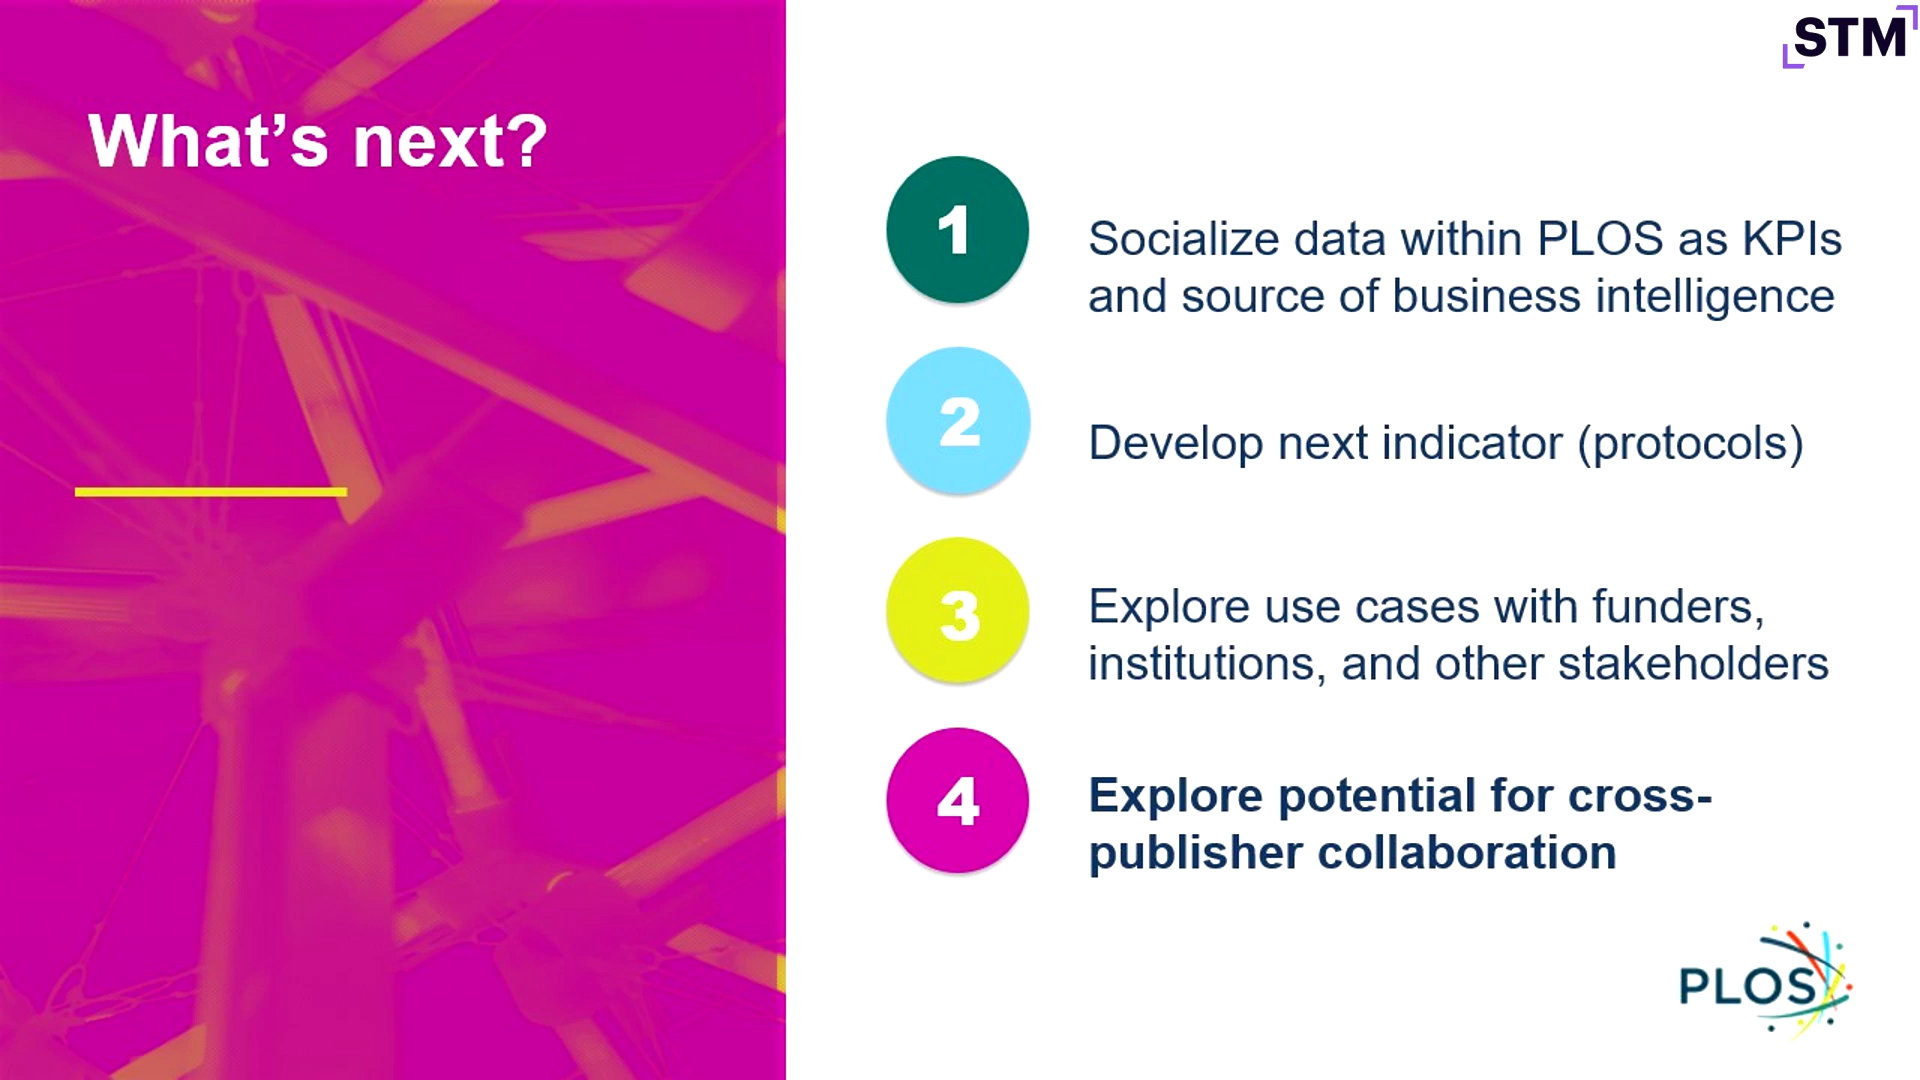 STM
What’s next?
1
Socialize data within PLOS as KPIs
and source of business intelligence
2
Develop next indicator (protocols)
3
Explore use cases with funders,
institutions, and other stakeholders
4
Explore potential for cross-
publisher collaboration
PLOS